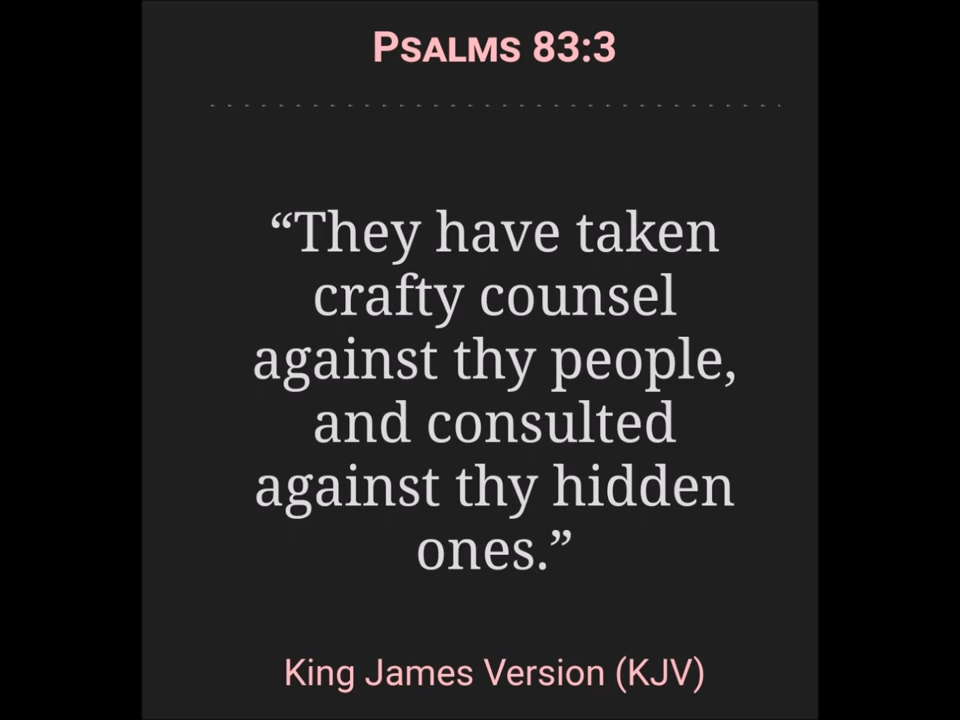 PSALMS 83:3
“They have taken
crafty counsel
against thy people,
and consulted
against thy hidden
ones.”
King James Version (KJV)